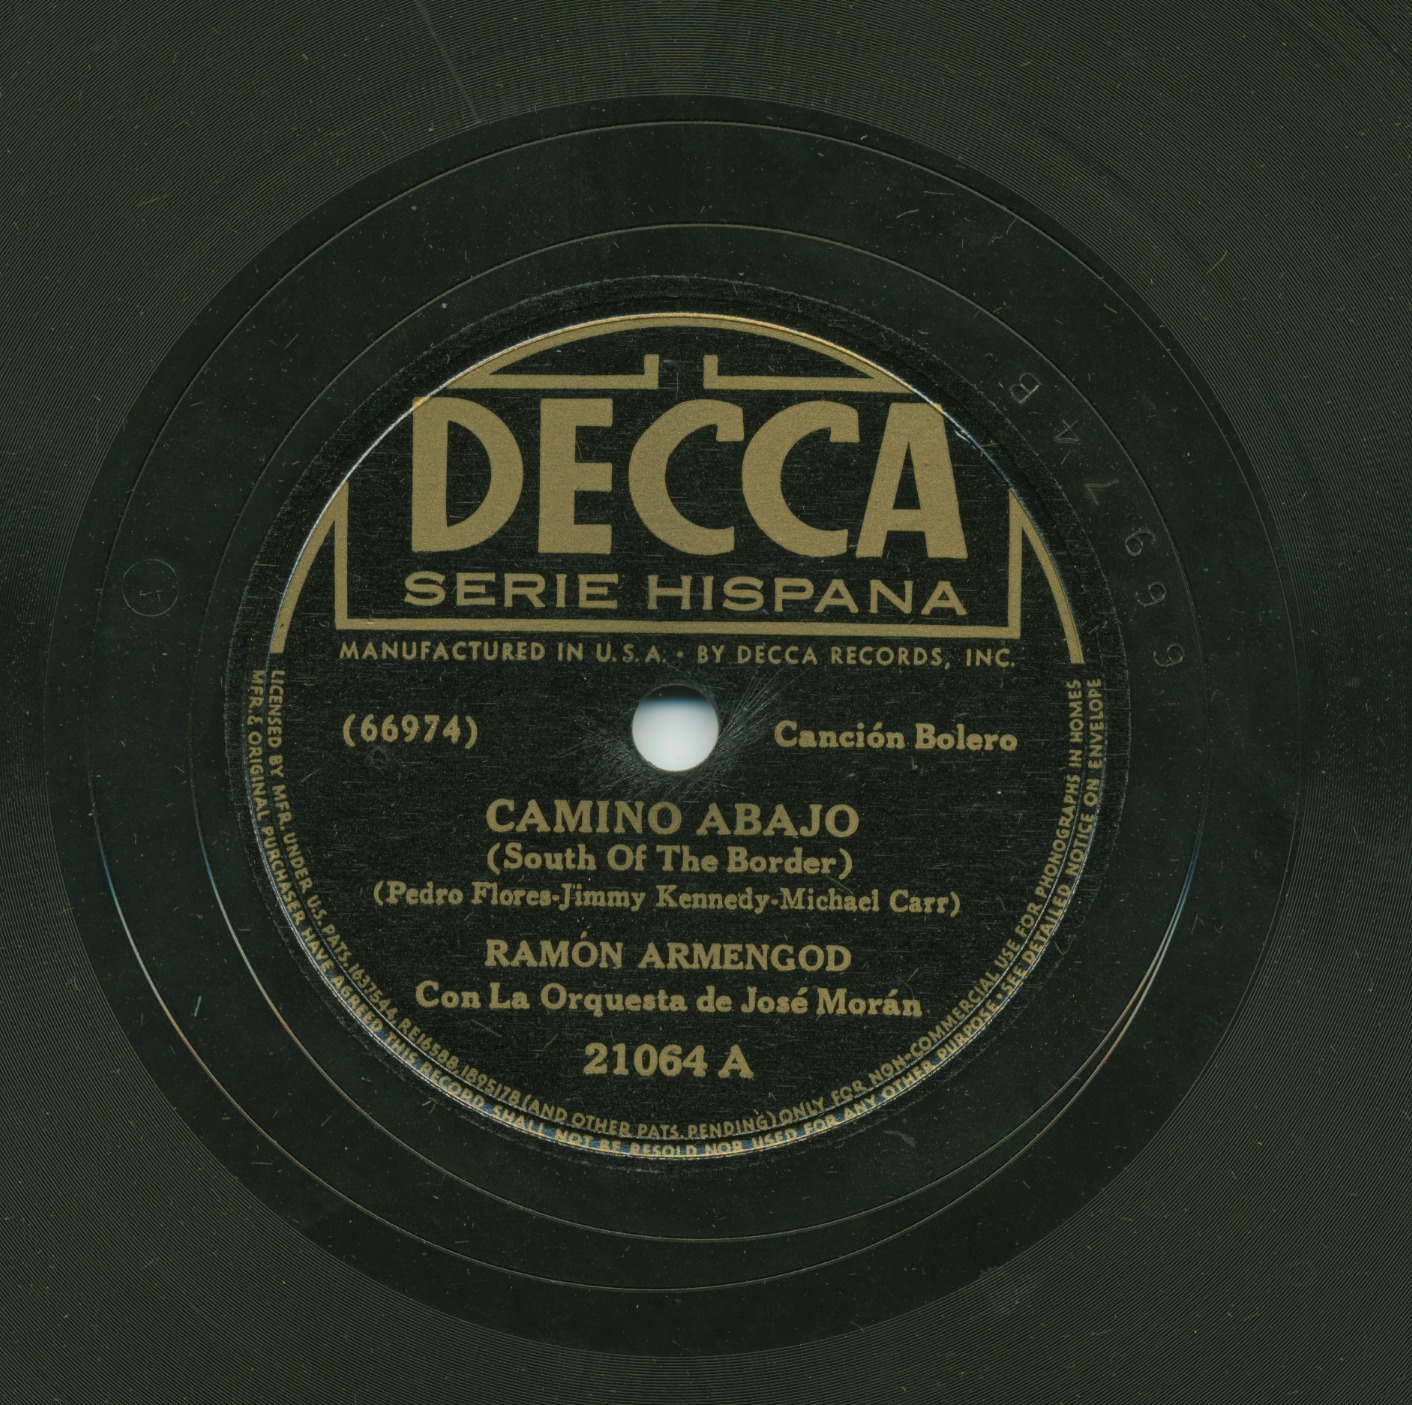 DECCA
SERIE HISPANA
MANUFACTURED IN U.S.A. • BY DECCA RECORDS, INC.
(66974)
Canción Bolero
CAMINO ABAJO
(South Of The Border)
(Pedro Flores-Jimmy Kennedy-Michael Carr)
RAMÓN ARMENGOD
Con La Orquesta de José Morán
21064 A
LICENSED BY MFR. UNDER U.S. PATS. 1637544, RE16588, 1895178 (AND OTHER PATS. PENDING) ONLY FOR NON-COMMERCIAL USE FOR PHONOGRAPHS IN HOMES
MFR. & ORIGINAL PURCHASER HAVE AGREED THIS RECORD SHALL NOT BE RESOLD NOR USED FOR ANY OTHER PURPOSE • SEE DETAILED NOTICE ON ENVELOPE